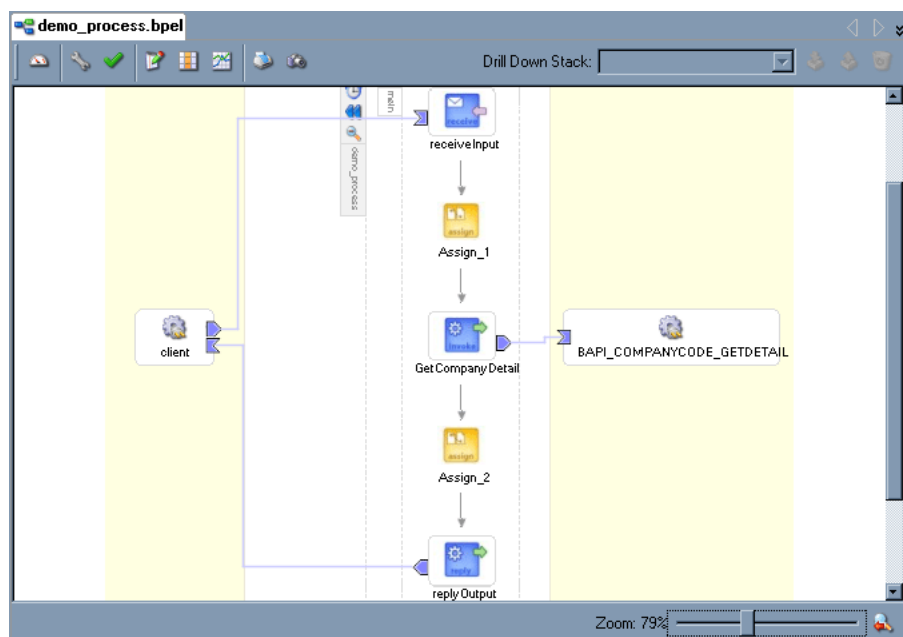 demo_process.bpel
Drill Down Stack:
main
demo_process
receive
receiveInput
assign
Assign_1
client
invoke
GetCompanyDetail
BAPI_COMPANYCODE_GETDETAIL
assign
Assign_2
reply
replyOutput
Zoom: 79%